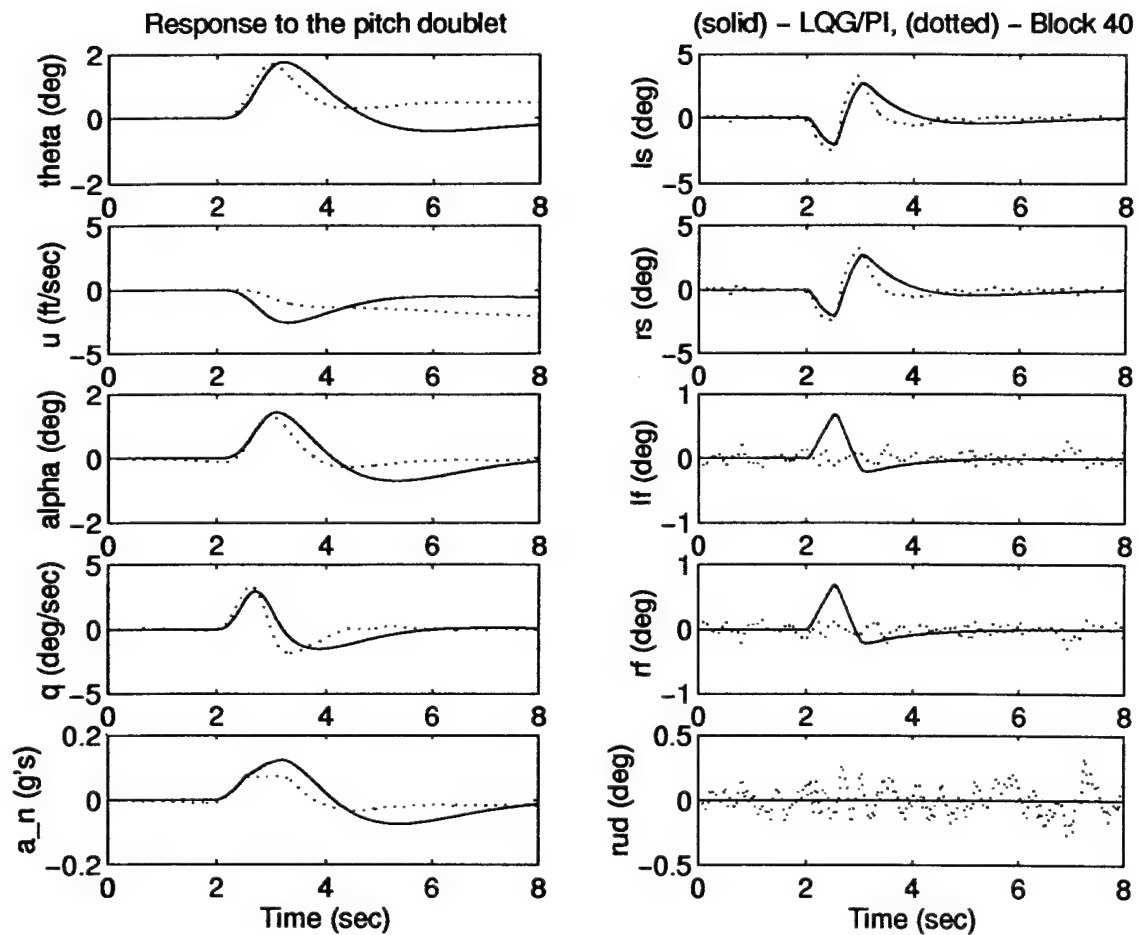 Response to the pitch doublet
(solid) – LQG/PI, (dotted) – Block 40
theta (deg)
2
0
−2
0 2 4 6 8
u (ft/sec)
5
0
−5
0 2 4 6 8
alpha (deg)
2
0
−2
0 2 4 6 8
q (deg/sec)
5
0
−5
0 2 4 6 8
a_n (g's)
0.2
0
−0.2
0 2 4 6 8
Time (sec)
ls (deg)
5
0
−5
0 2 4 6 8
rs (deg)
5
0
−5
0 2 4 6 8
lf (deg)
1
0
−1
0 2 4 6 8
rf (deg)
1
0
−1
0 2 4 6 8
rud (deg)
0.5
0
−0.5
0 2 4 6 8
Time (sec)